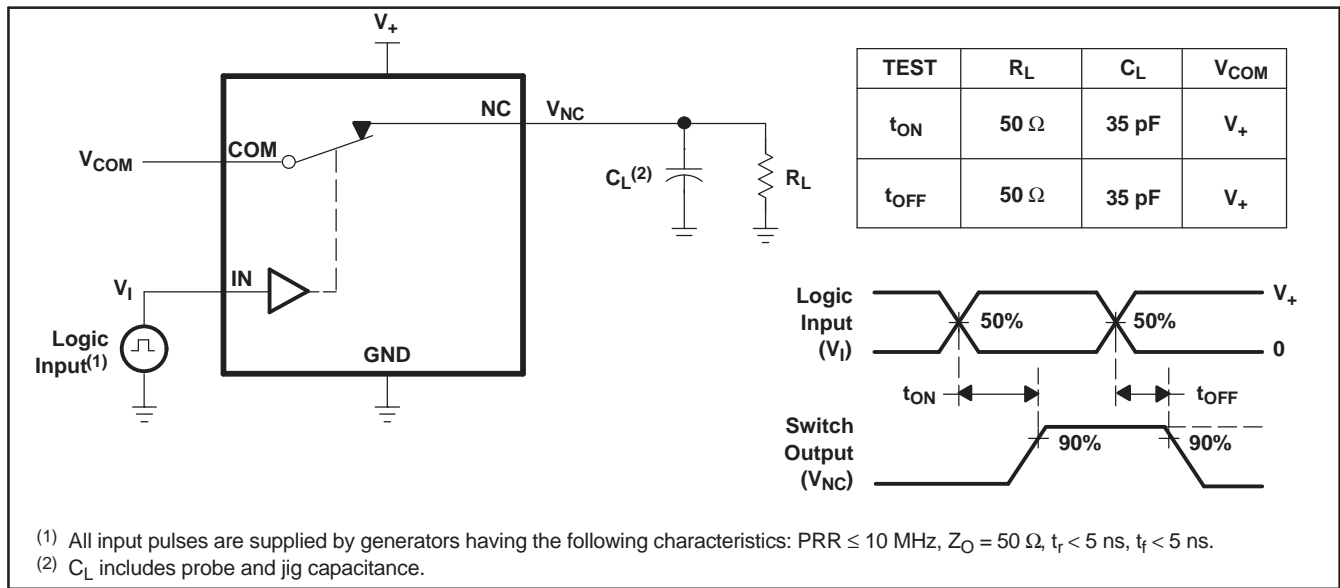 V+
NC
VNC
COM
VCOM
CL(2)
RL
IN
VI
Logic
Input(1)
GND
TEST RL CL VCOM
tON 50 Ω 35 pF V+
tOFF 50 Ω 35 pF V+
Logic
Input
(VI)
50%
50%
V+
0
tON
tOFF
Switch
Output
(VNC)
90%
90%
(1) All input pulses are supplied by generators having the following characteristics: PRR ≤ 10 MHz, ZO = 50 Ω, tr < 5 ns, tf < 5 ns.
(2) CL includes probe and jig capacitance.